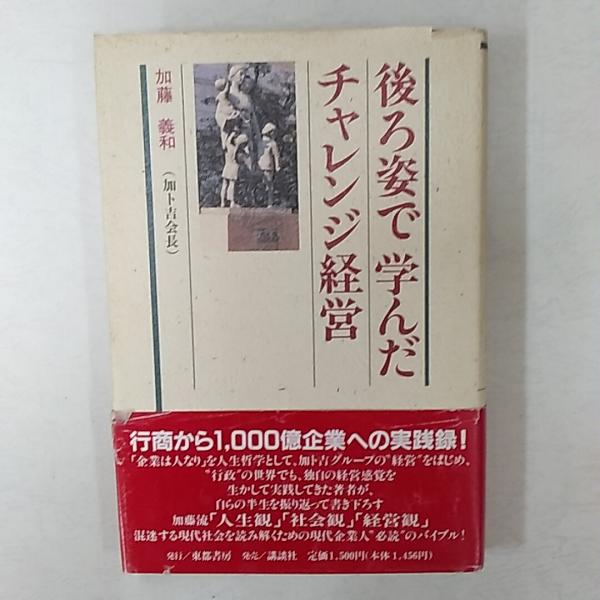 後ろ姿で学んだ
チャレンジ経営
加藤 義和
(加ト吉会長)
行商から1,000億企業への実践録!
「企業は人なり」を人生哲学として、加ト吉グループの"経営"をはじめ、
"行政"の世界でも、独自の経営感覚を
生かして実践してきた著者が、
自らの半生を振り返って書き下ろす
加藤流「人生観」「社会観」「経営観」
混迷する現代社会を読み解くための現代企業人"必読"のバイブル!
発行/東都書房 発売/講談社 定価1,500円(本体1,456円)